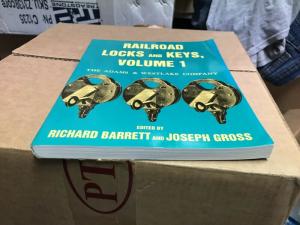 RAILROAD
LOCKS AND KEYS,
VOLUME 1
THE ADAMS & WESTLAKE COMPANY
EDITED BY
RICHARD BARRETT AND JOSEPH GROSS